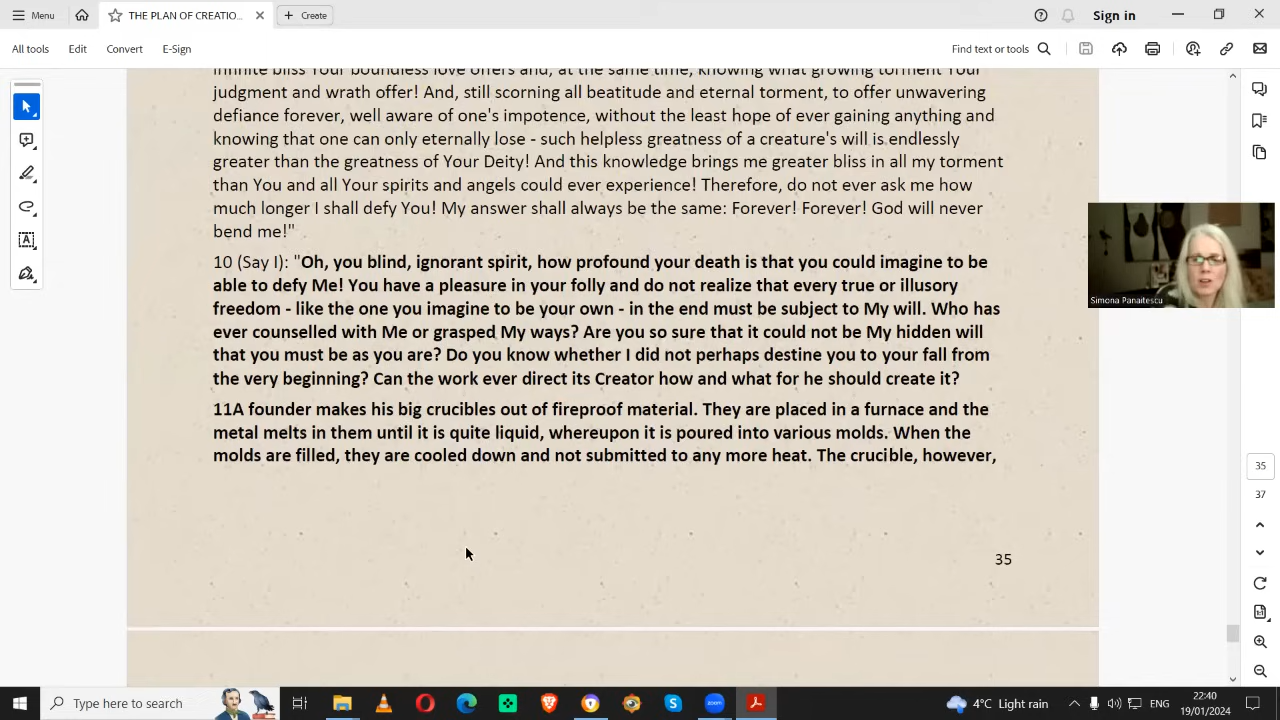 Menu
THE PLAN OF CREATIO...
Create
Sign in
All tools
Edit
Convert
E-Sign
Find text or tools
infinite bliss Your boundless love offers and, at the same time, knowing what growing torment Your
judgment and wrath offer! And, still scorning all beatitude and eternal torment, to offer unwavering
defiance forever, well aware of one's impotence, without the least hope of ever gaining anything and
knowing that one can only eternally lose - such helpless greatness of a creature's will is endlessly
greater than the greatness of Your Deity! And this knowledge brings me greater bliss in all my torment
than You and all Your spirits and angels could ever experience! Therefore, do not ever ask me how
much longer I shall defy You! My answer shall always be the same: Forever! Forever! God will never
bend me!"
10 (Say I): "Oh, you blind, ignorant spirit, how profound your death is that you could imagine to be
able to defy Me! You have a pleasure in your folly and do not realize that every true or illusory
freedom - like the one you imagine to be your own - in the end must be subject to My will. Who has
ever counselled with Me or grasped My ways? Are you so sure that it could not be My hidden will
that you must be as you are? Do you know whether I did not perhaps destine you to your fall from
the very beginning? Can the work ever direct its Creator how and what for he should create it?
11A founder makes his big crucibles out of fireproof material. They are placed in a furnace and the
metal melts in them until it is quite liquid, whereupon it is poured into various molds. When the
molds are filled, they are cooled down and not submitted to any more heat. The crucible, however,
35
Simona Panaitescu
35
37
Type here to search
zoom
4°C Light rain
ENG
22:40
19/01/2024